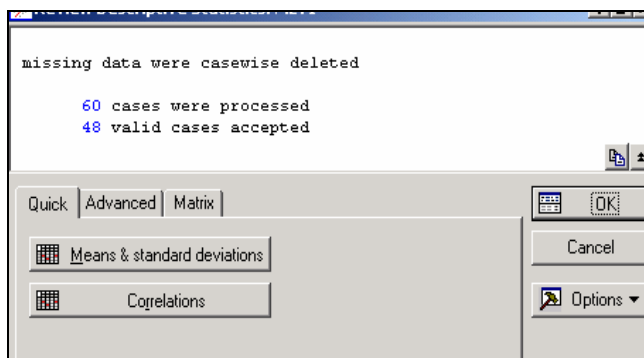 missing data were casewise deleted
60 cases were processed
48 valid cases accepted
Quick Advanced Matrix
OK
Means & standard deviations
Cancel
Correlations
Options